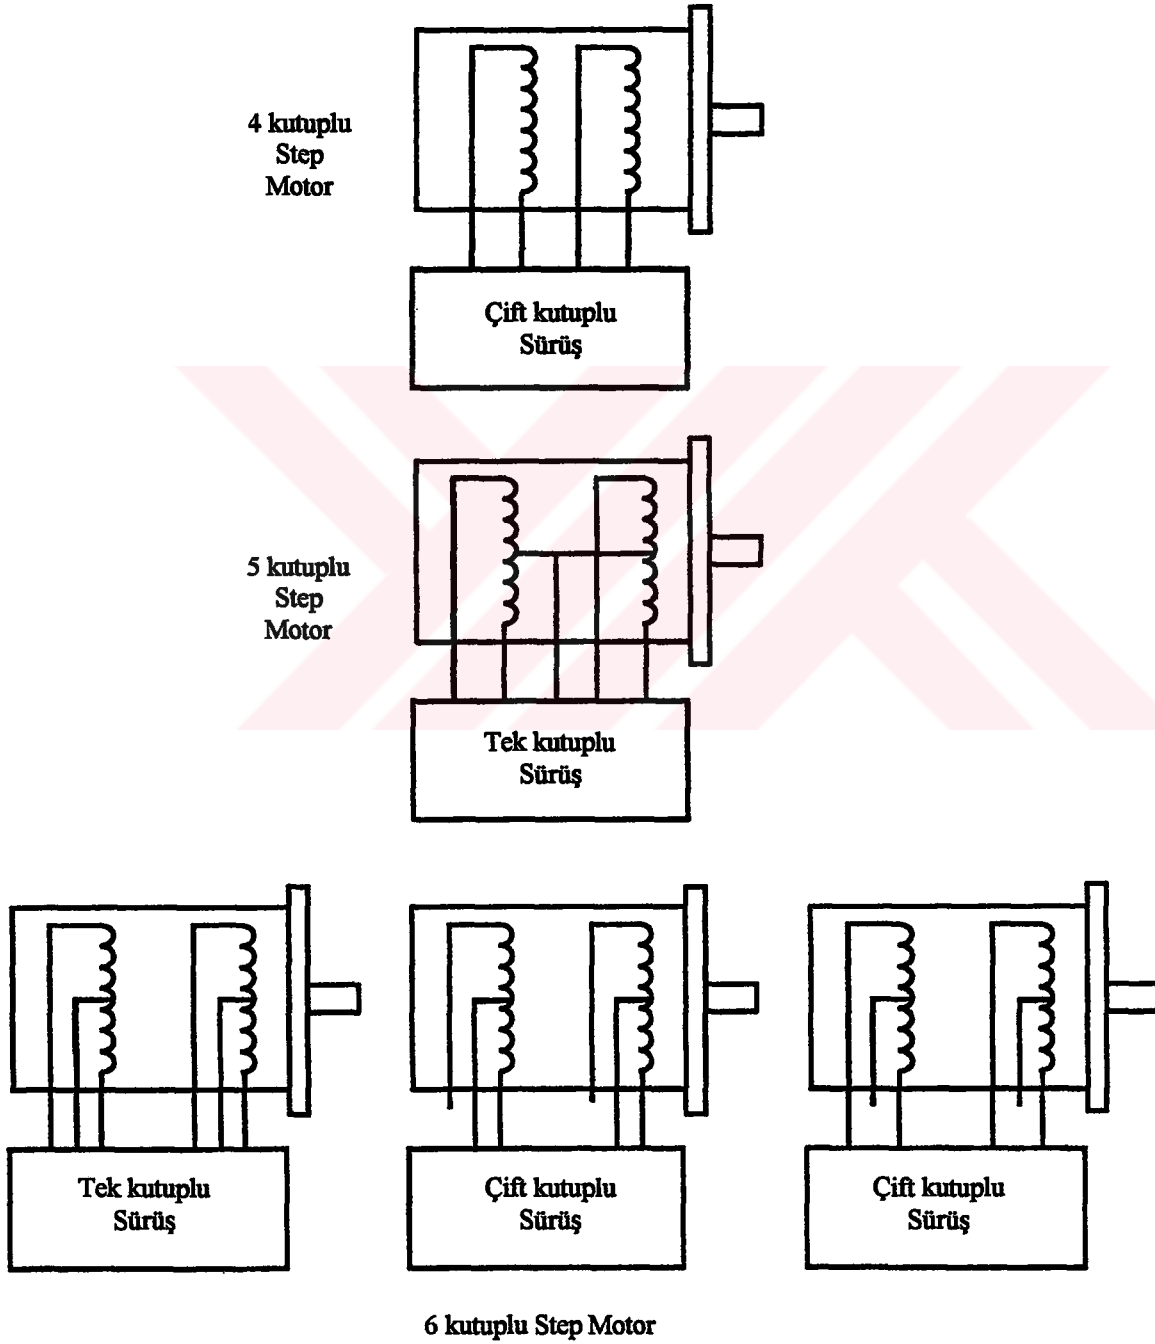 4 kutuplu
Step
Motor
Çift kutuplu
Sürüş
5 kutuplu
Step
Motor
Tek kutuplu
Sürüş
Tek kutuplu
Sürüş
Çift kutuplu
Sürüş
Çift kutuplu
Sürüş
6 kutuplu Step Motor